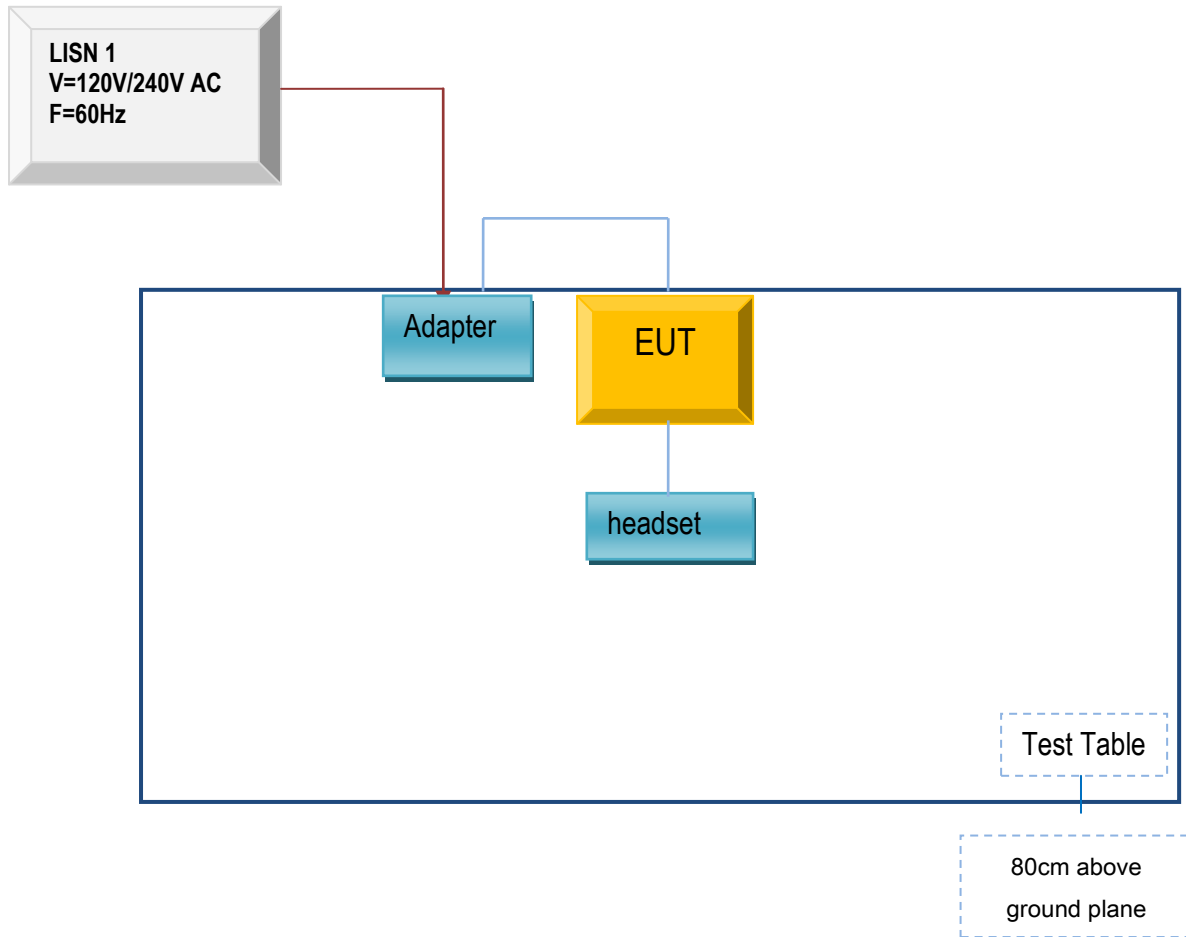 LISN 1
V=120V/240V AC
F=60Hz
Adapter
EUT
headset
Test Table
80cm above
ground plane